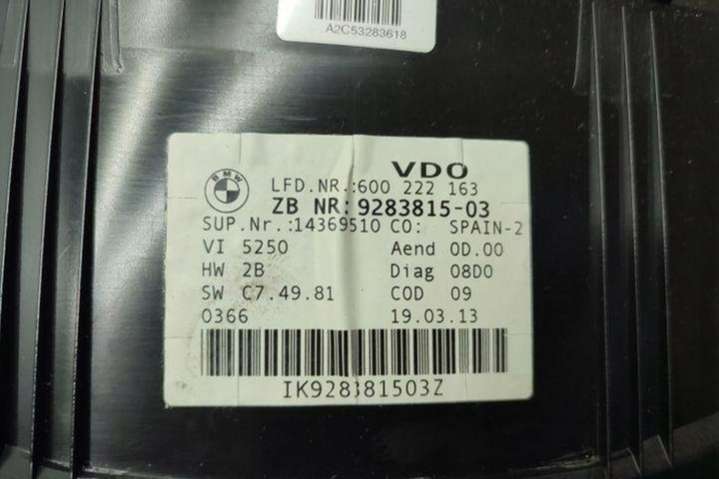 A2C53283618
BMW
VDO
LFD.NR.:600 222 163
ZB NR: 9283815-03
SUP.Nr.:14369510 CO: SPAIN-2
VI 5250 Aend 0D.00
HW 2B Diag 08D0
SW C7.49.81 COD 09
0366 19.03.13
IK928381503Z